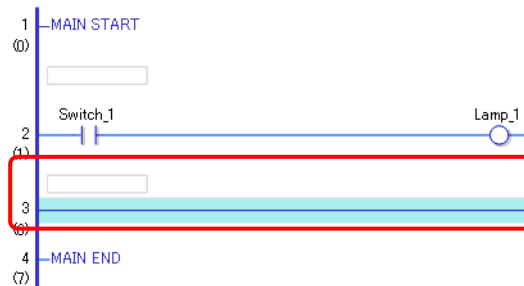 1 MAIN START
(0)
Switch_1 Lamp_1
2
(1)
3
(6)
4 MAIN END
(7)